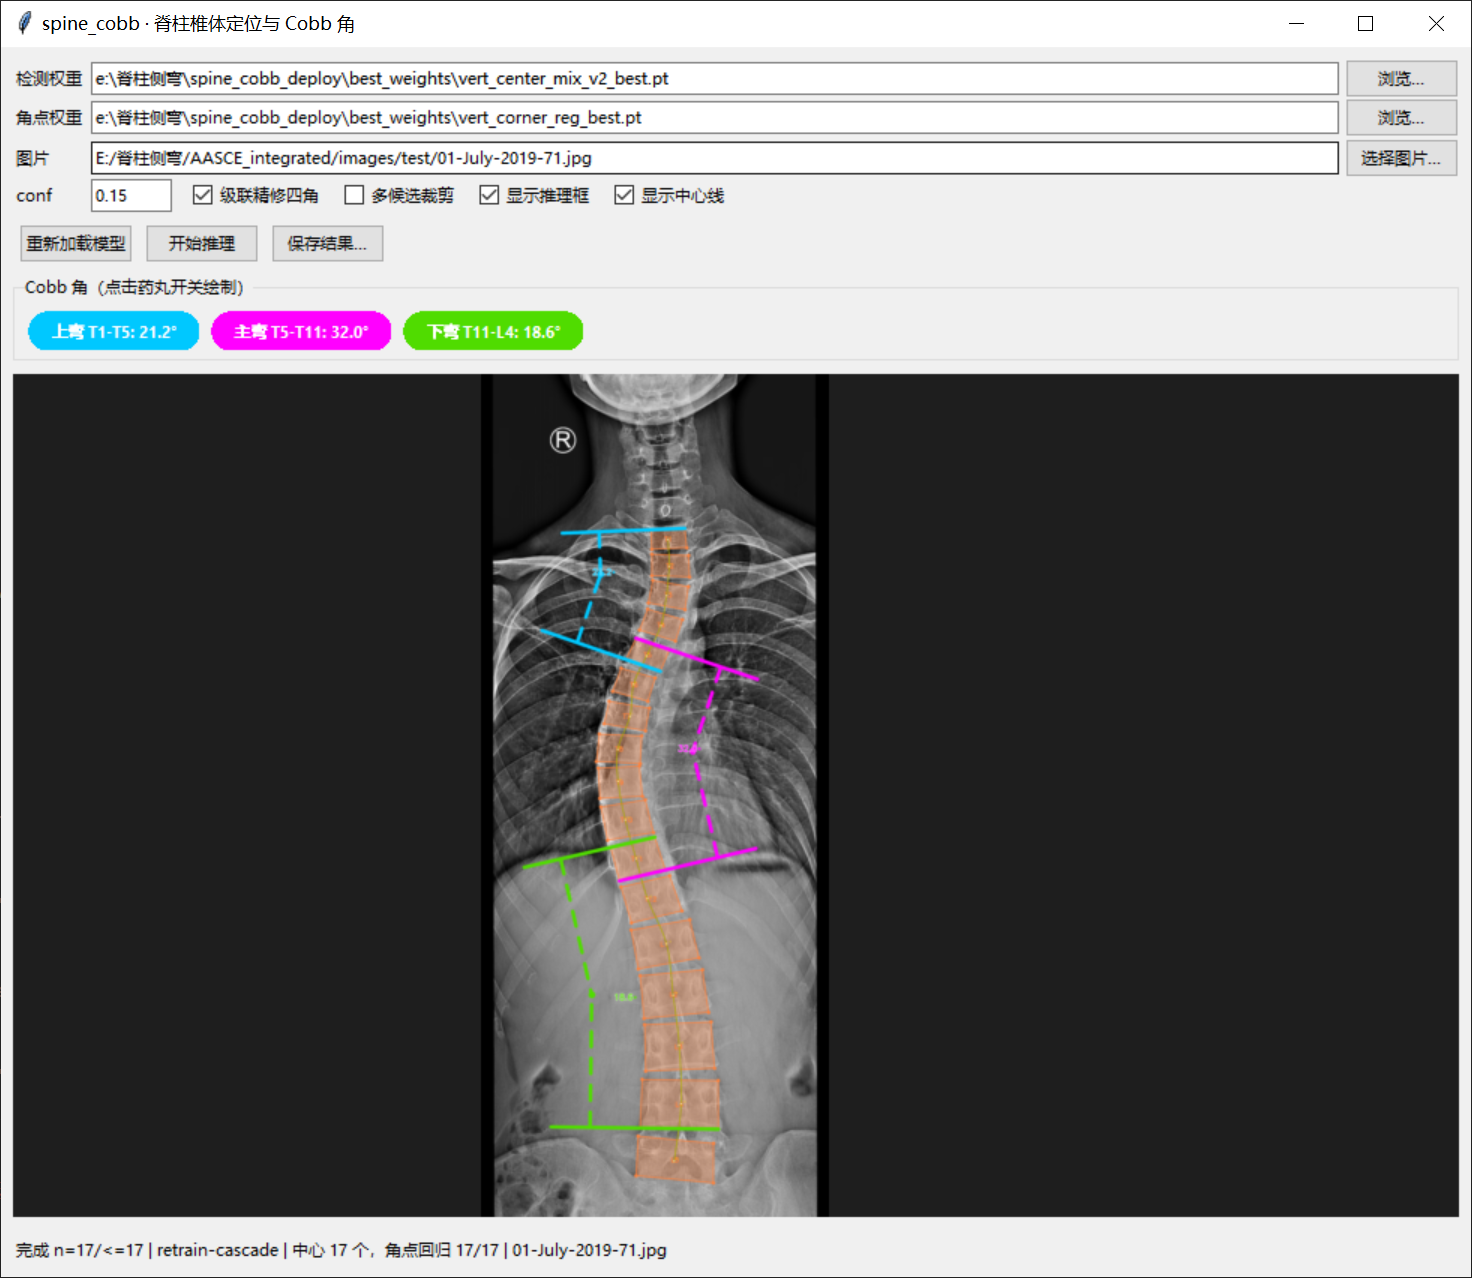 spine_cobb · 脊柱椎体定位与 Cobb 角
检测权重 e:\脊柱侧弯\spine_cobb_deploy\best_weights\vert_center_mix_v2_best.pt 浏览...
角点权重 e:\脊柱侧弯\spine_cobb_deploy\best_weights\vert_corner_reg_best.pt 浏览...
图片 E:/脊柱侧弯/AASCE_integrated/images/test/01-July-2019-71.jpg 选择图片...
conf 0.15 级联精修四角 多候选裁剪 显示推理框 显示中心线
重新加载模型 开始推理 保存结果...
Cobb 角（点击药丸开关绘制）
上弯 T1-T5: 21.2° 主弯 T5-T11: 32.0° 下弯 T11-L4: 18.6°
R
18.6
完成 n=17/<=17 | retrain-cascade | 中心 17 个，角点回归 17/17 | 01-July-2019-71.jpg